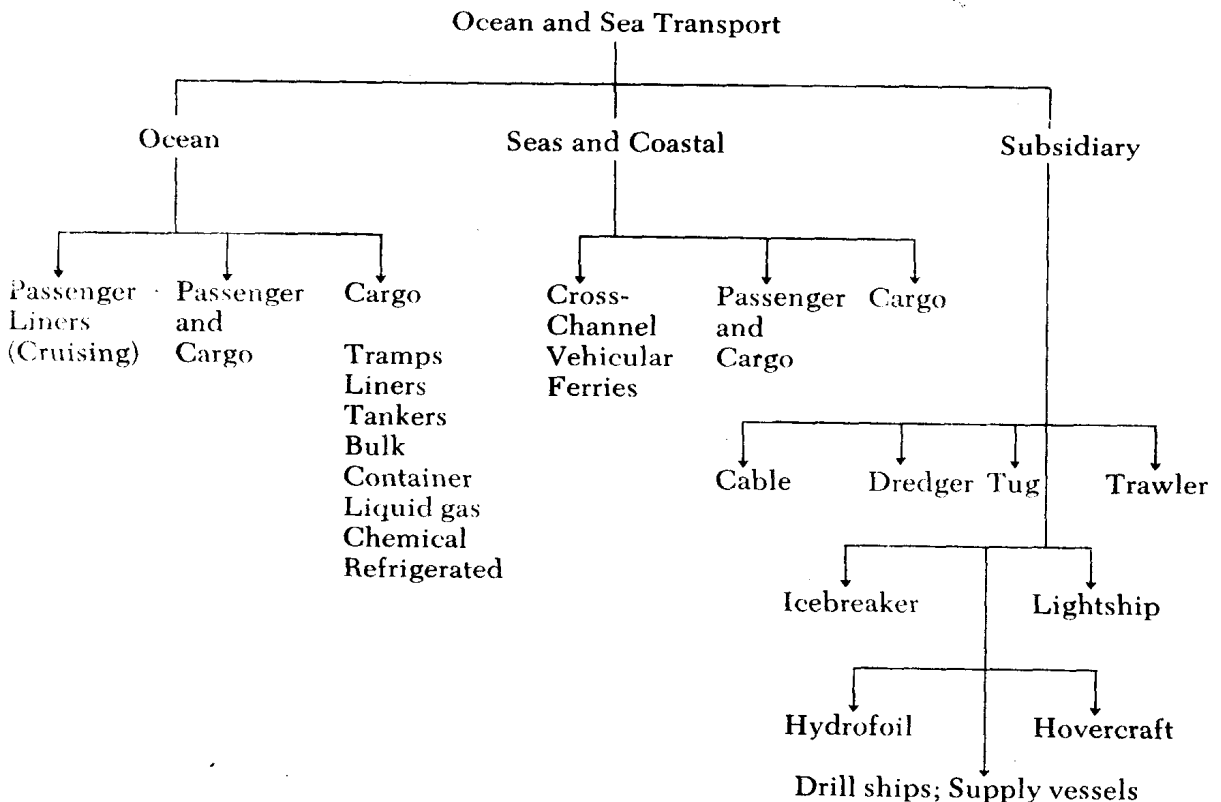 Ocean and Sea Transport
Ocean
Seas and Coastal
Subsidiary
Passenger
Liners
(Cruising)
Passenger
and
Cargo
Cargo
Tramps
Liners
Tankers
Bulk
Container
Liquid gas
Chemical
Refrigerated
Cross-
Channel
Vehicular
Ferries
Passenger
and
Cargo
Cargo
Cable
Dredger
Tug
Trawler
Icebreaker
Lightship
Hydrofoil
Hovercraft
Drill ships; Supply vessels